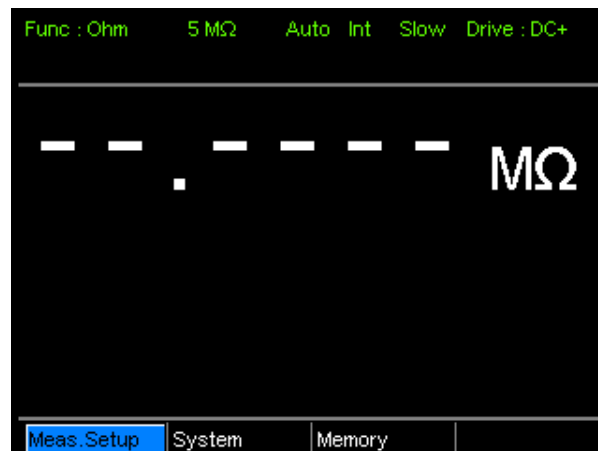 Func : Ohm 5 MΩ Auto Int Slow Drive : DC+
-- . ---- MΩ
Meas.Setup System Memory